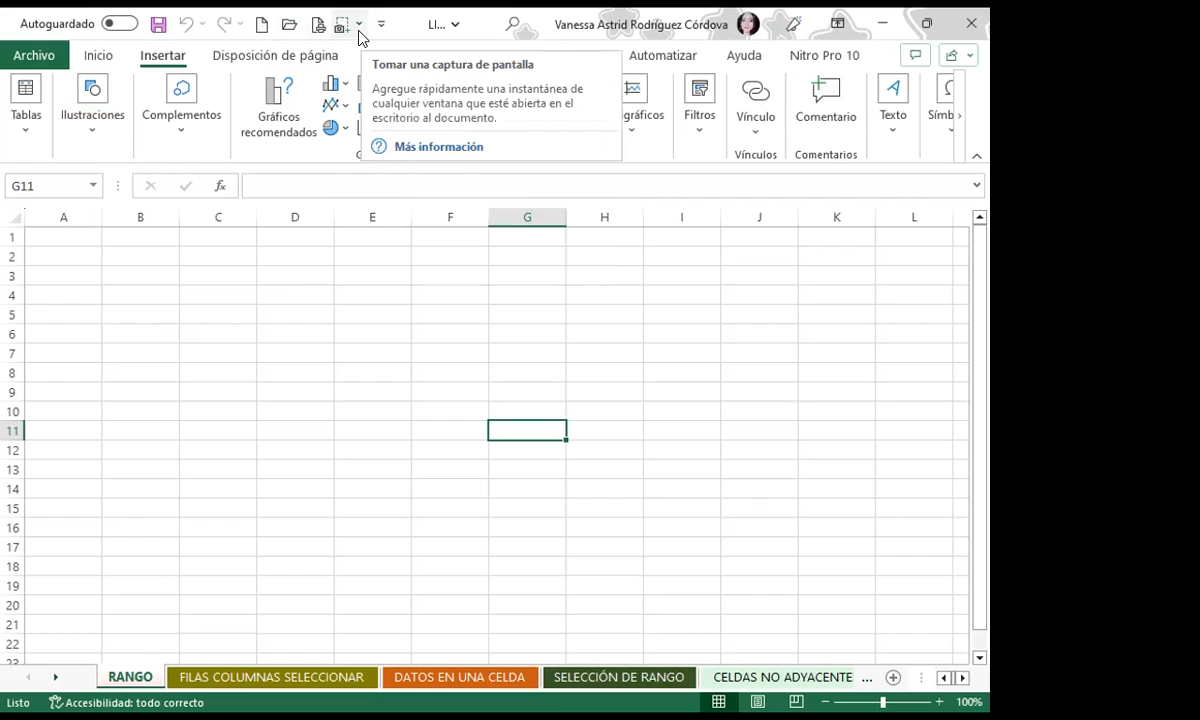 Autoguardado
LI...
Vanessa Astrid Rodríguez Córdova
Archivo
Inicio
Insertar
Disposición de página
Automatizar
Ayuda
Nitro Pro 10
Tomar una captura de pantalla
Agregue rápidamente una instantánea de
cualquier ventana que esté abierta en el
escritorio al documento.
Más información
Tablas
Ilustraciones
Complementos
Gráficos
recomendados
Filtros
Vínculo
Comentario
Texto
Vínculos
Comentarios
G11
fx
A B C D E F G H I J K L
1
2
3
4
5
6
7
8
9
10
11
12
13
14
15
16
17
18
19
20
21
22
23
RANGO
FILAS COLUMNAS SELECCIONAR
DATOS EN UNA CELDA
SELECCIÓN DE RANGO
CELDAS NO ADYACENTE ...
Listo
Accesibilidad: todo correcto
100%